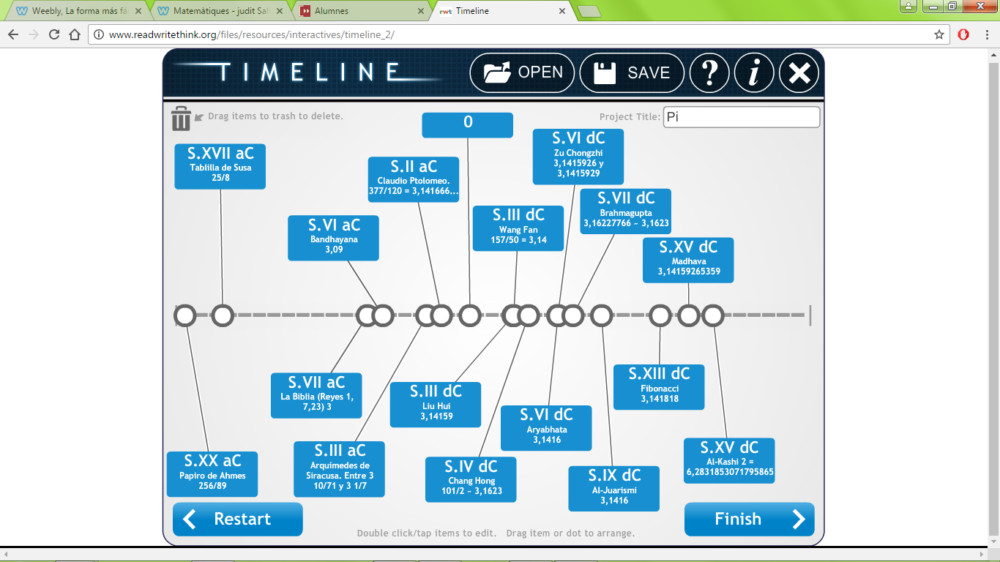 Weebly, La forma más fá
Matemàtiques - judit Sal
Alumnes
rwt Timeline
www.readwritethink.org/files/resources/interactives/timeline_2/
TIMELINE
OPEN
SAVE
?
i
Drag items to trash to delete.
Project Title:
Pi
0
S.XVII aC
Tablilla de Susa
25/8
S.II aC
Claudio Ptolomeo.
377/120 = 3,141666...
S.VI dC
Zu Chongzhi
3,1415926 y
3,1415929
S.VI aC
Bandhayana
3,09
S.III dC
Wang Fan
157/50 = 3,14
S.VII dC
Brahmagupta
3,16227766 ~ 3,1623
S.XV dC
Madhava
3,14159265359
S.VII aC
La Biblia (Reyes 1,
7,23) 3
S.III dC
Liu Hui
3,14159
S.XIII dC
Fibonacci
3,141818
S.VI dC
Aryabhata
3,1416
S.XX aC
Papiro de Ahmes
256/89
S.III aC
Arquimedes de
Siracusa. Entre 3
10/71 y 3 1/7
S.IV dC
Chang Hong
101/2 ~ 3,1623
S.IX dC
Al-Juarismi
3,1416
S.XV dC
Al-Kashi 2 =
6,2831853071795865
Restart
Double click/tap items to edit. Drag item or dot to arrange.
Finish